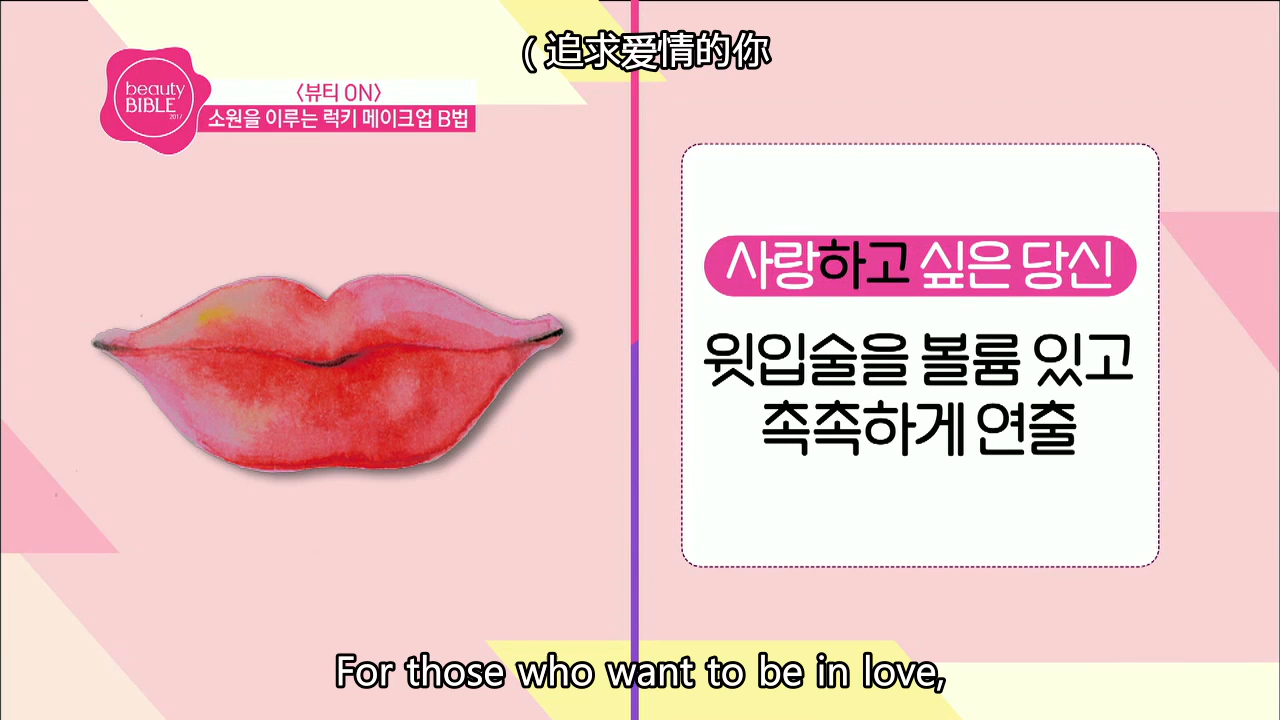 ( 追求爱情的你
beauty
BIBLE
2017
〈뷰티 ON〉
소원을 이루는 럭키 메이크업 B법
사랑하고 싶은 당신
윗입술을 볼륨 있고
촉촉하게 연출
For those who want to be in love,